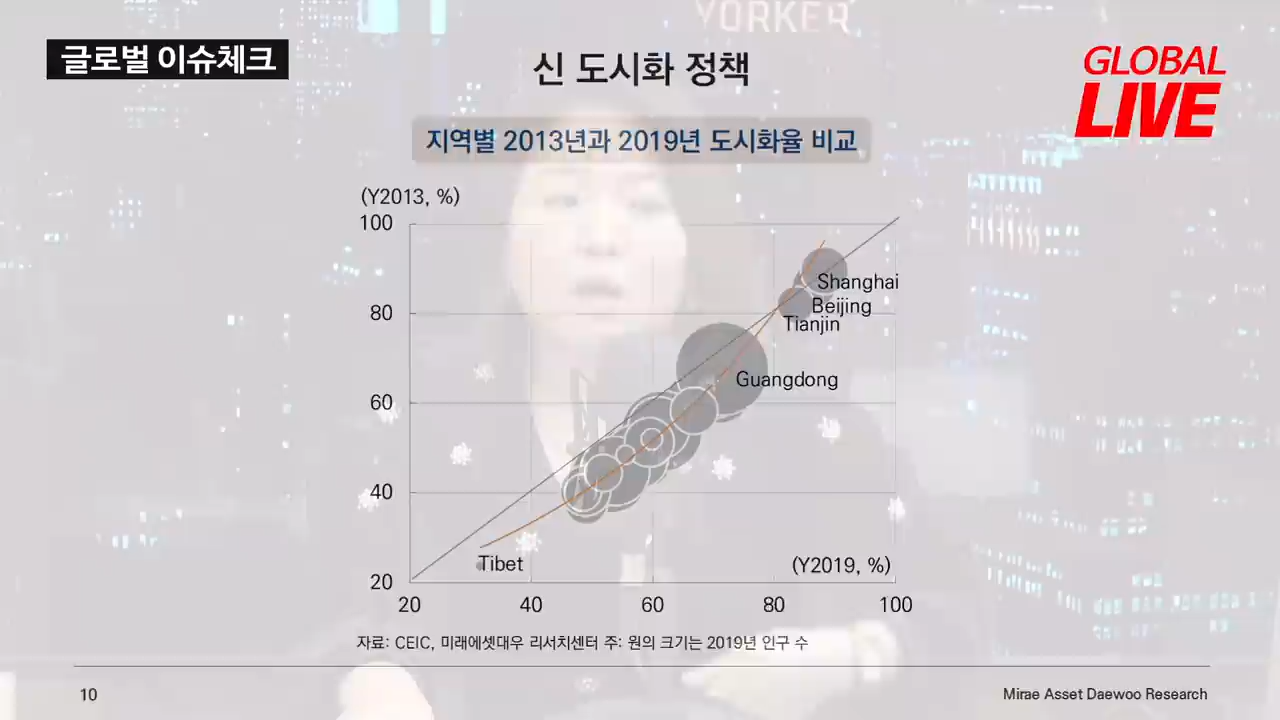 YORKER
글로벌 이슈체크
신 도시화 정책
GLOBAL
LIVE
지역별 2013년과 2019년 도시화율 비교
(Y2013, %)
100
80
60
40
20
Shanghai
Beijing
Tianjin
Guangdong
Tibet
(Y2019, %)
20 40 60 80 100
자료: CEIC, 미래에셋대우 리서치센터 주: 원의 크기는 2019년 인구 수
10
Mirae Asset Daewoo Research